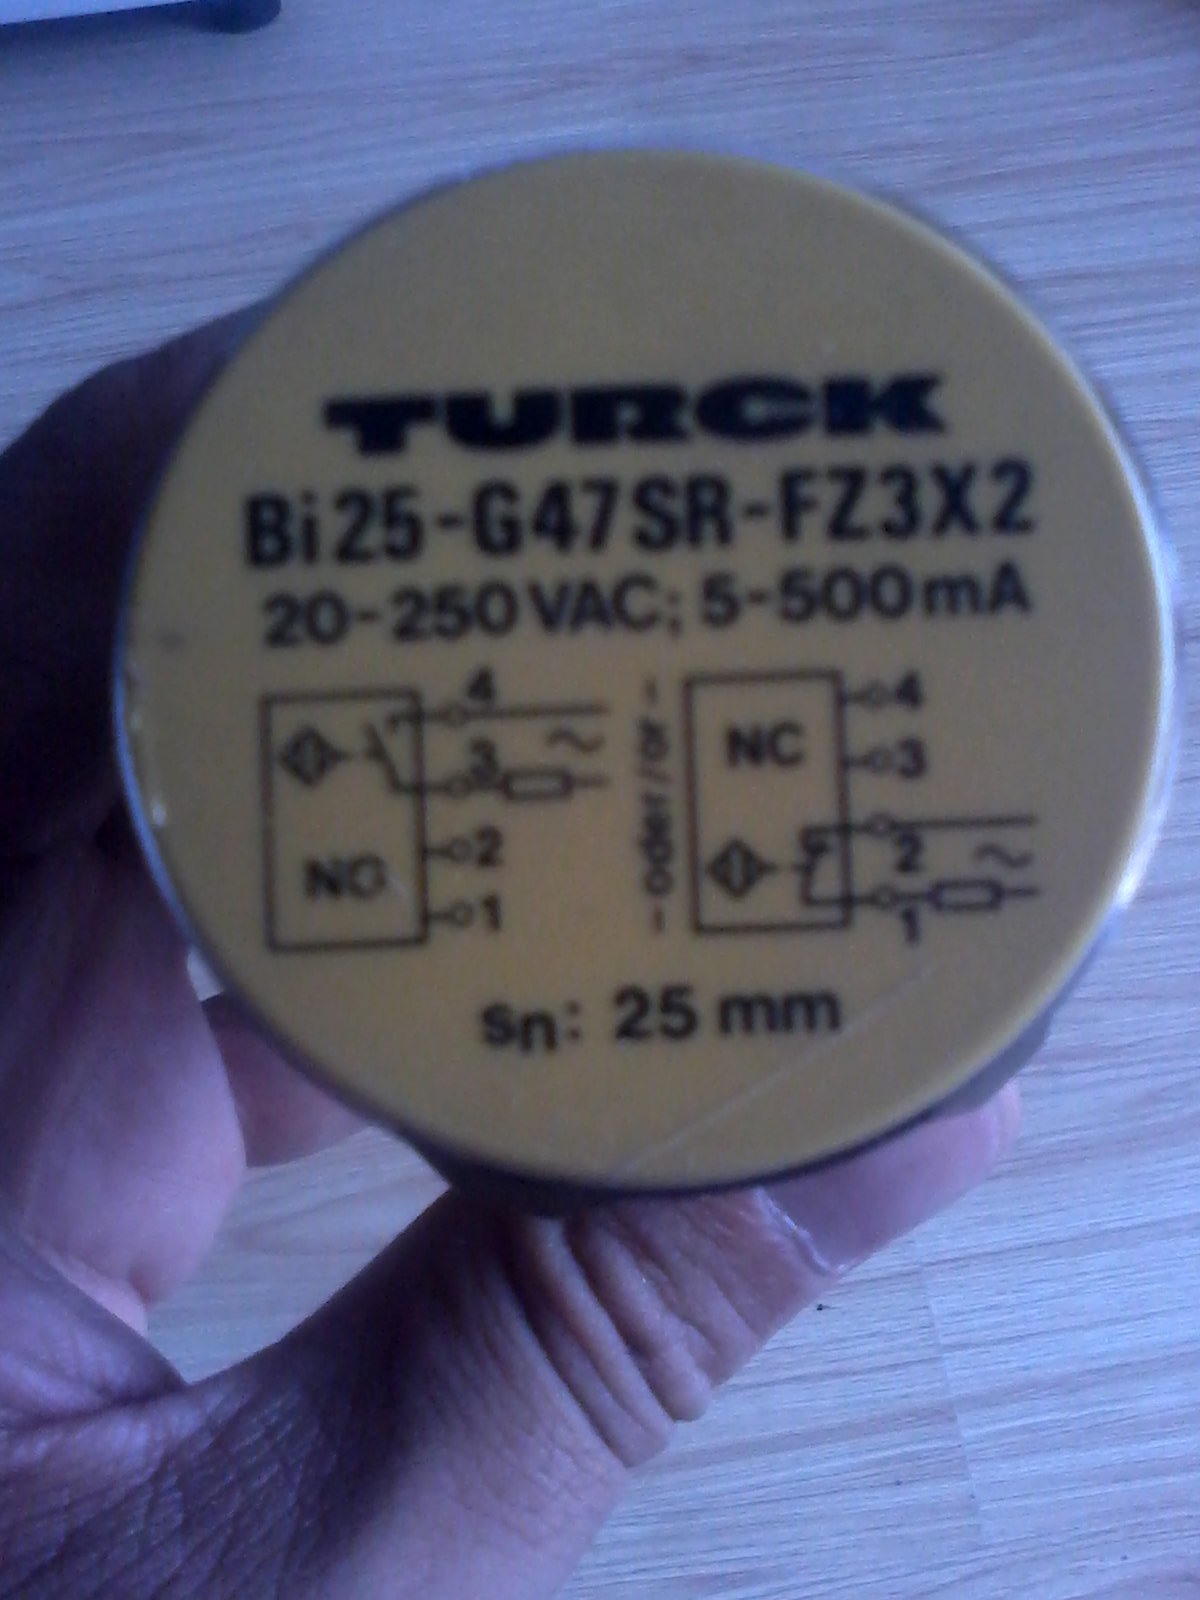 TURCK
Bi25-G47SR-FZ3X2
20-250VAC; 5-500mA
4
3
~
NO
2
1
- oder/or -
NC
4
3
2
~
1
sn: 25 mm